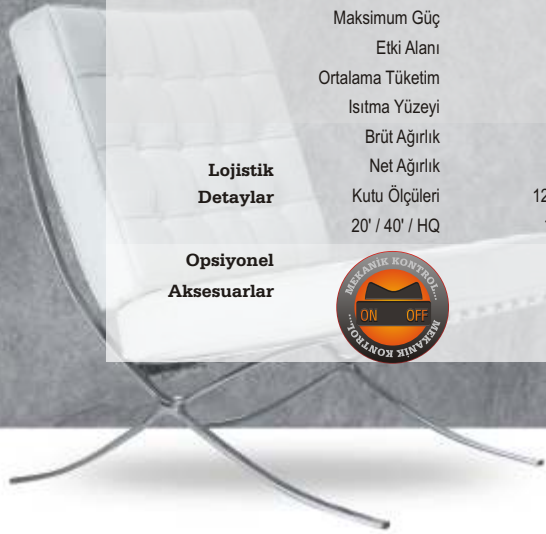 Maksimum Güç
Etki Alanı
Ortalama Tüketim
Isıtma Yüzeyi
Brüt Ağırlık
Lojistik Detaylar
Net Ağırlık
Kutu Ölçüleri 12
20' / 40' / HQ
Opsiyonel
Aksesuarlar
MEKANİK KONTROL...
ON OFF
MEKANİK KONTROL...